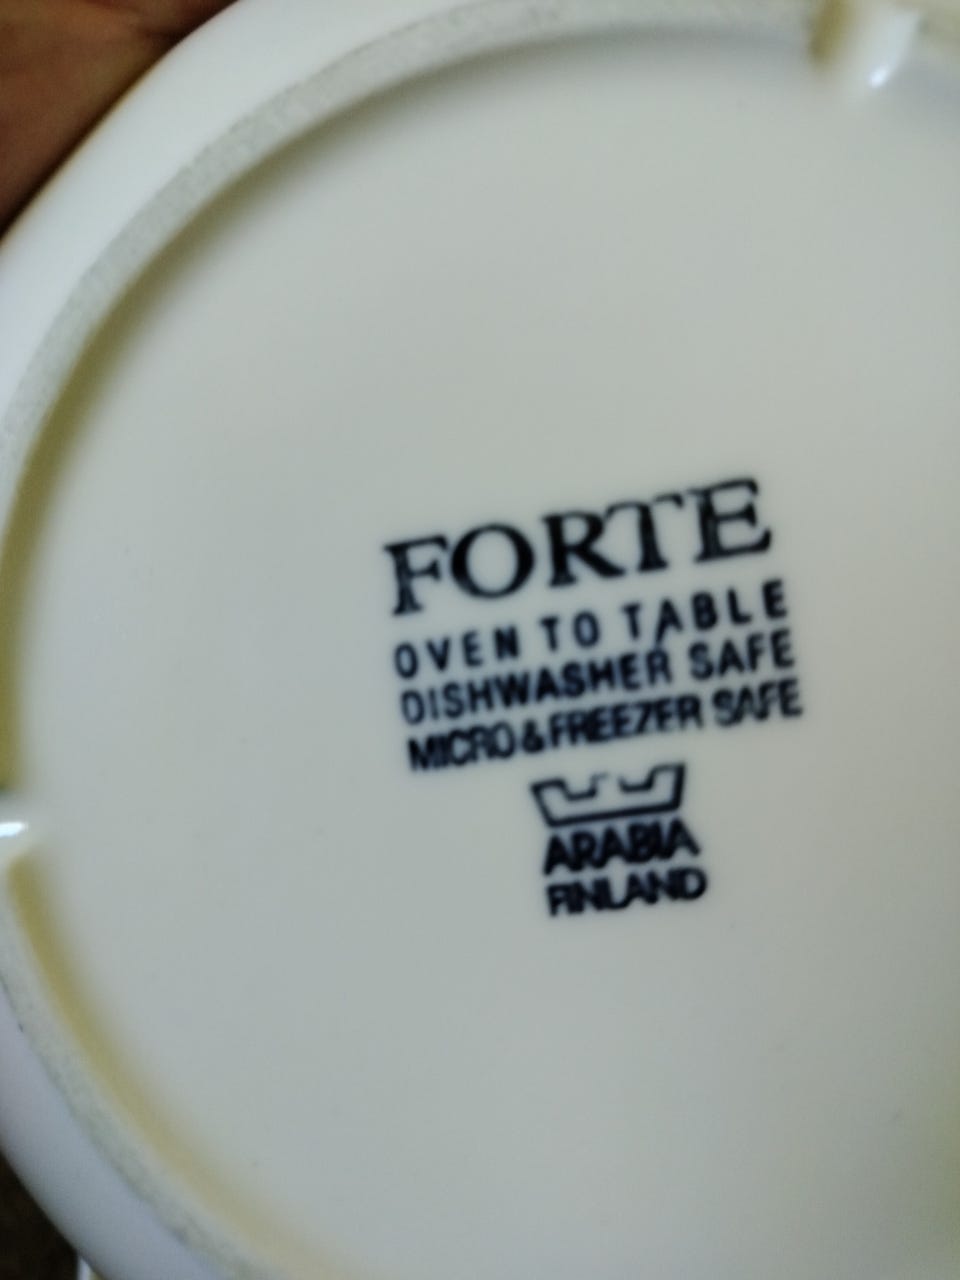 FORTE
OVEN TO TABLE
DISHWASHER SAFE
MICRO & FREEZER SAFE
ARABIA
FINLAND